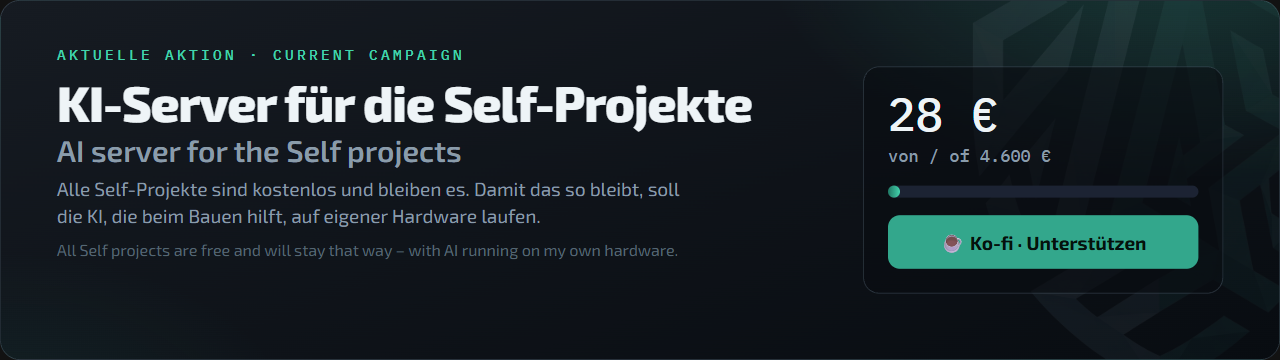 AKTUELLE AKTION · CURRENT CAMPAIGN
KI-Server für die Self-Projekte
AI server for the Self projects
Alle Self-Projekte sind kostenlos und bleiben es. Damit das so bleibt, soll
die KI, die beim Bauen hilft, auf eigener Hardware laufen.
All Self projects are free and will stay that way – with AI running on my own hardware.
28 €
von / of 4.600 €
Ko-fi · Unterstützen